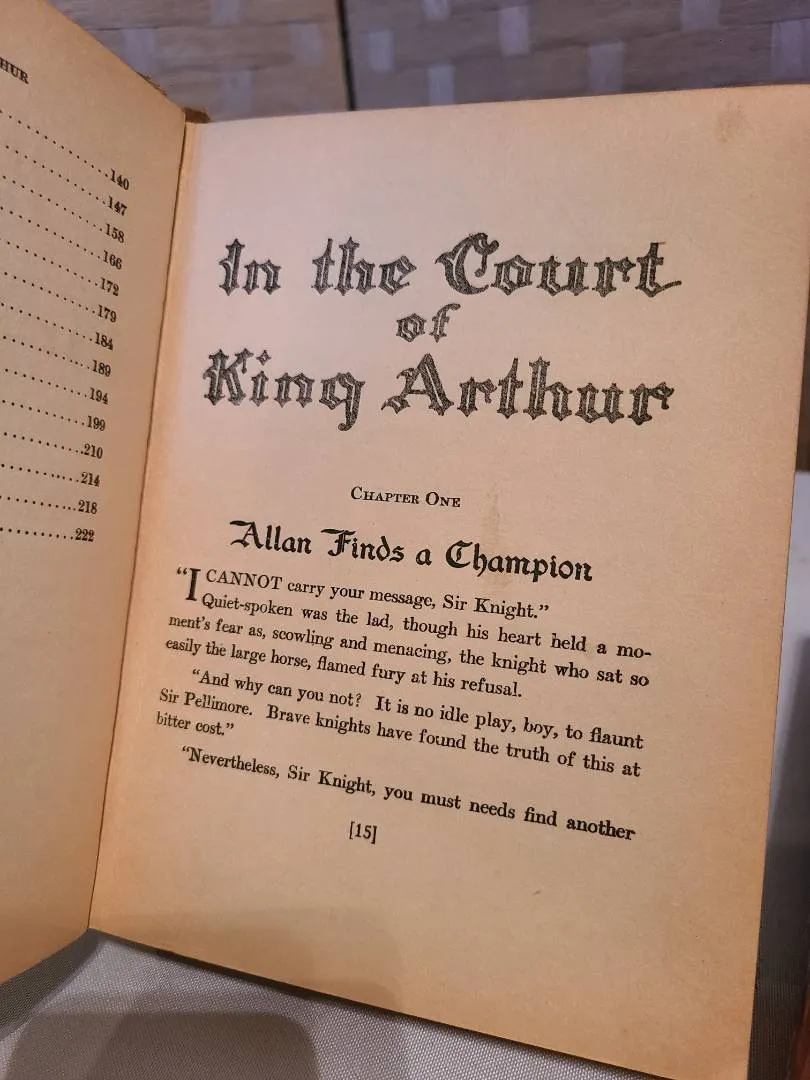 HUR
140
147
158
166
172
179
184
189
194
199
210
214
218
222
In the Court
of
King Arthur
CHAPTER ONE
Allan Finds a Champion
"I CANNOT carry your message, Sir Knight."
Quiet-spoken was the lad, though his heart held a mo-
ment's fear as, scowling and menacing, the knight who sat so
easily the large horse, flamed fury at his refusal.
"And why can you not? It is no idle play, boy, to flaunt
Sir Pellimore. Brave knights have found the truth of this at
bitter cost."
"Nevertheless, Sir Knight, you must needs find another
[15]